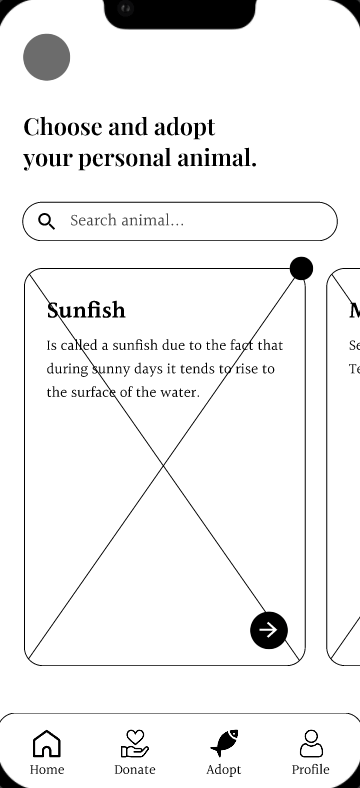 Choose and adopt
your personal animal.
Search animal...
Sunfish
Is called a sunfish due to the fact that
during sunny days it tends to rise to
the surface of the water.
M
Se
Te
Home
Donate
Adopt
Profile